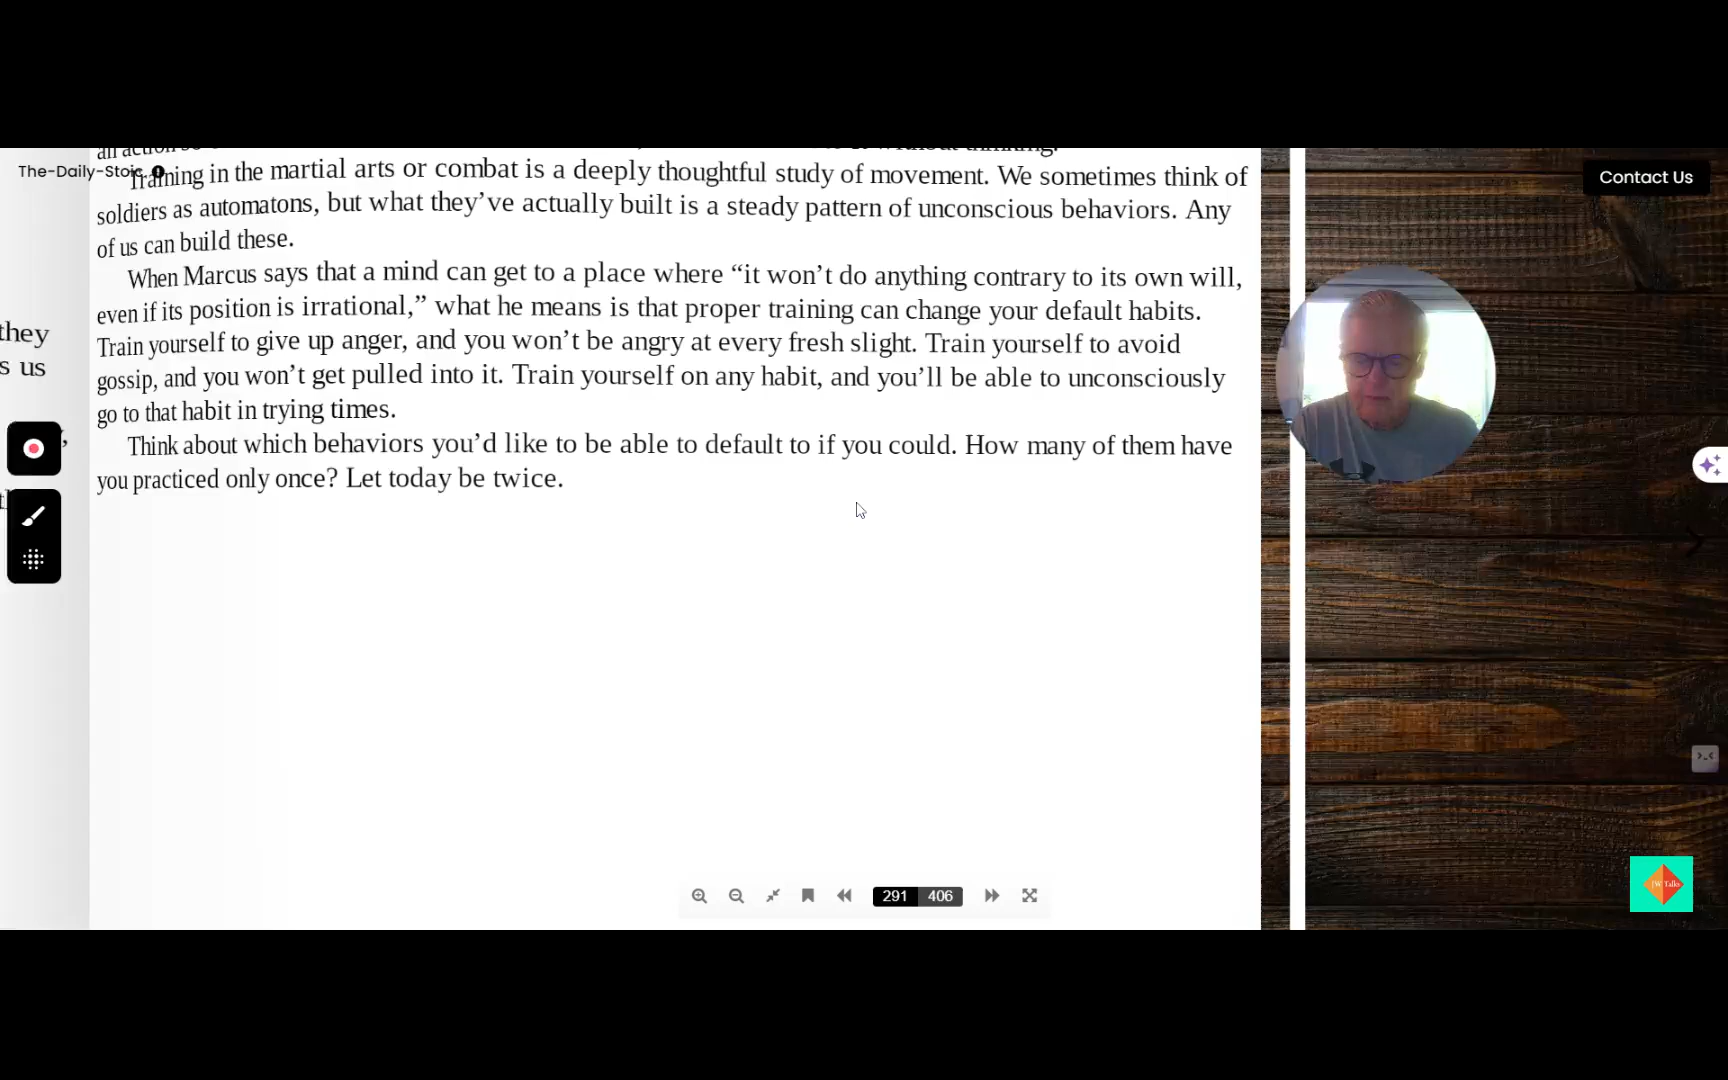 The-Daily-Stoic
Contact Us
without thinking.
Training in the martial arts or combat is a deeply thoughtful study of movement. We sometimes think of
soldiers as automatons, but what they’ve actually built is a steady pattern of unconscious behaviors. Any
of us can build these.
When Marcus says that a mind can get to a place where “it won’t do anything contrary to its own will,
even if its position is irrational,” what he means is that proper training can change your default habits.
Train yourself to give up anger, and you won’t be angry at every fresh slight. Train yourself to avoid
gossip, and you won’t get pulled into it. Train yourself on any habit, and you’ll be able to unconsciously
go to that habit in trying times.
Think about which behaviors you’d like to be able to default to if you could. How many of them have
you practiced only once? Let today be twice.
they
s us
291 406
JW Talks